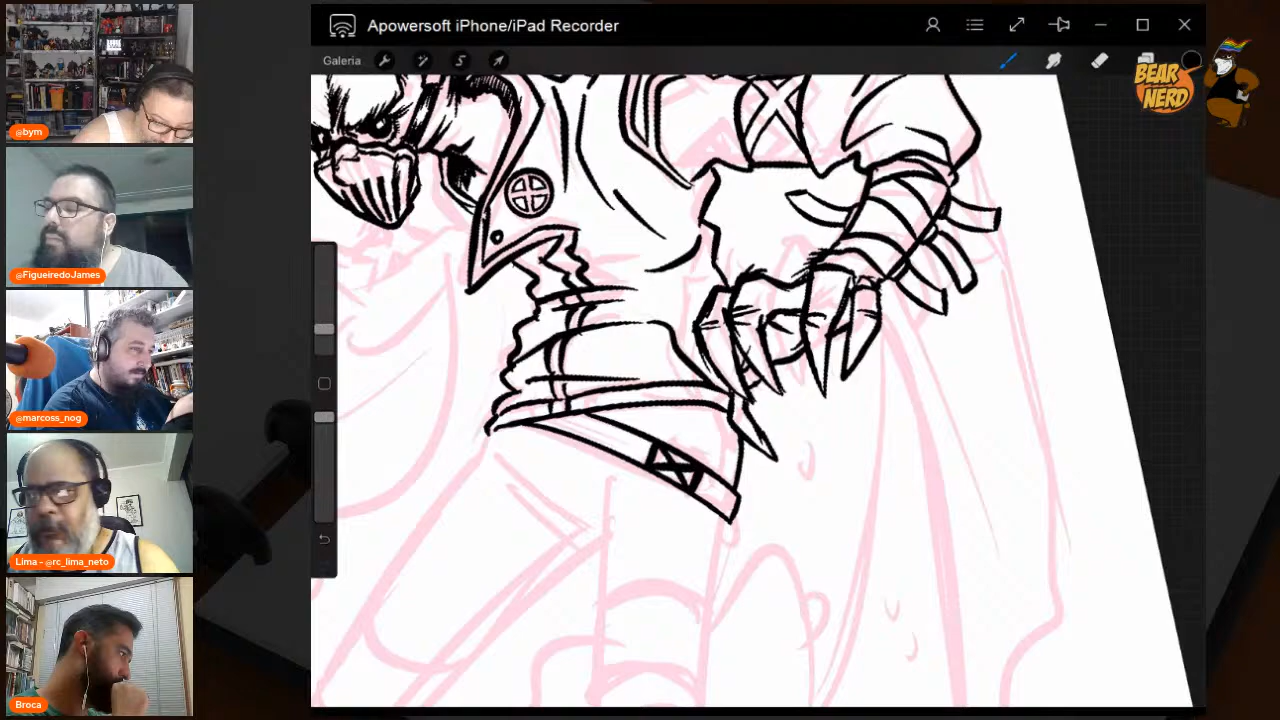 Apowersoft iPhone/iPad Recorder
Galeria
BEAR
NERD
@bym
@FigueiredoJames
@marcoss_nog
Lima - @rc_lima_neto
Broca